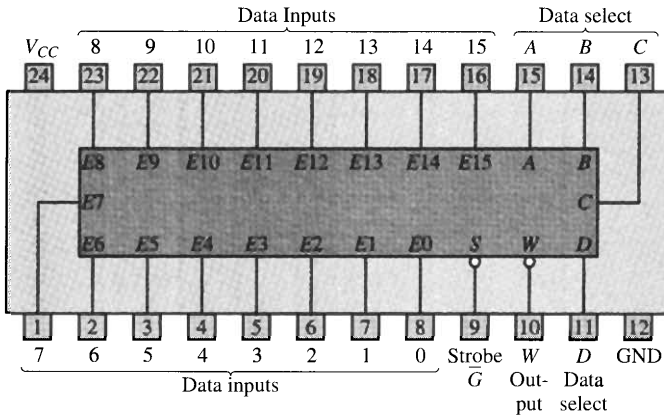 Data Inputs Data select
V_CC 8 9 10 11 12 13 14 15 A B C
24 23 22 21 20 19 18 17 16 15 14 13
E8 E9 E10 E11 E12 E13 E14 E15 A B
E7 C
E6 E5 E4 E3 E2 E1 E0 S W D
1 2 3 4 5 6 7 8 9 10 11 12
7 6 5 4 3 2 1 0 Strobe W D GND
Data inputs G̅ Out- Data
put select